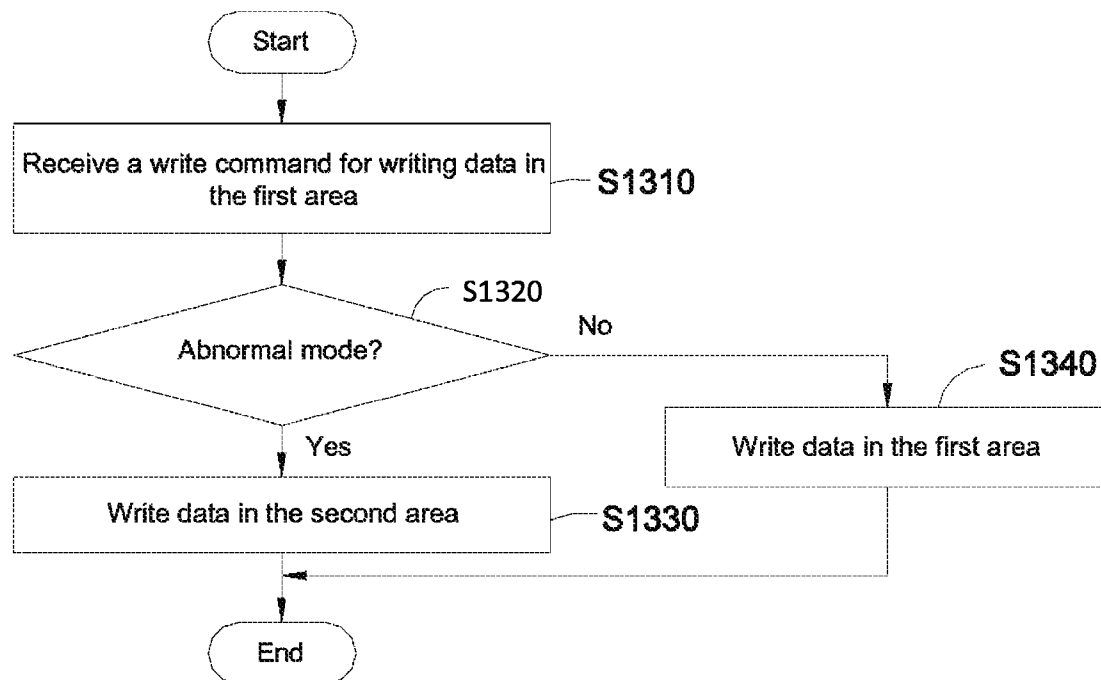 Start
Receive a write command for writing data in
the first area
S1310
S1320
Abnormal mode?
No
S1340
Yes
Write data in the first area
Write data in the second area
S1330
End